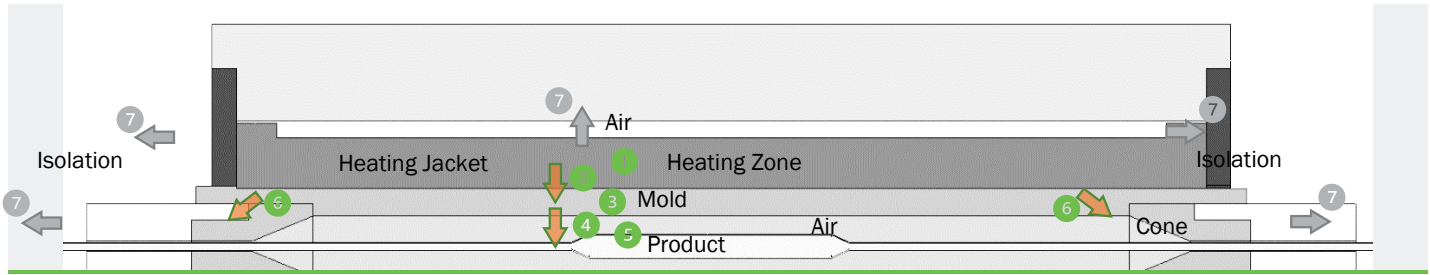 7
Air
7
7
Isolation
Heating Jacket
1
Heating Zone
Isolation
2
7
6
3
Mold
6
7
4
5
Air
Cone
Product